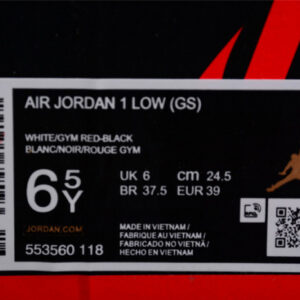 AIR JORDAN 1 LOW (GS)
WHITE/GYM RED-BLACK
BLANC/NOIR/ROUGE GYM
6 5 Y
UK 6 cm 24.5
BR 37.5 EUR 39
JORDAN.COM
553560 118
MADE IN VIETNAM /
FABRIQUE AU VIETNAM /
FABRICADO NO VIETNÃ /
HECHO EN VIETNAM